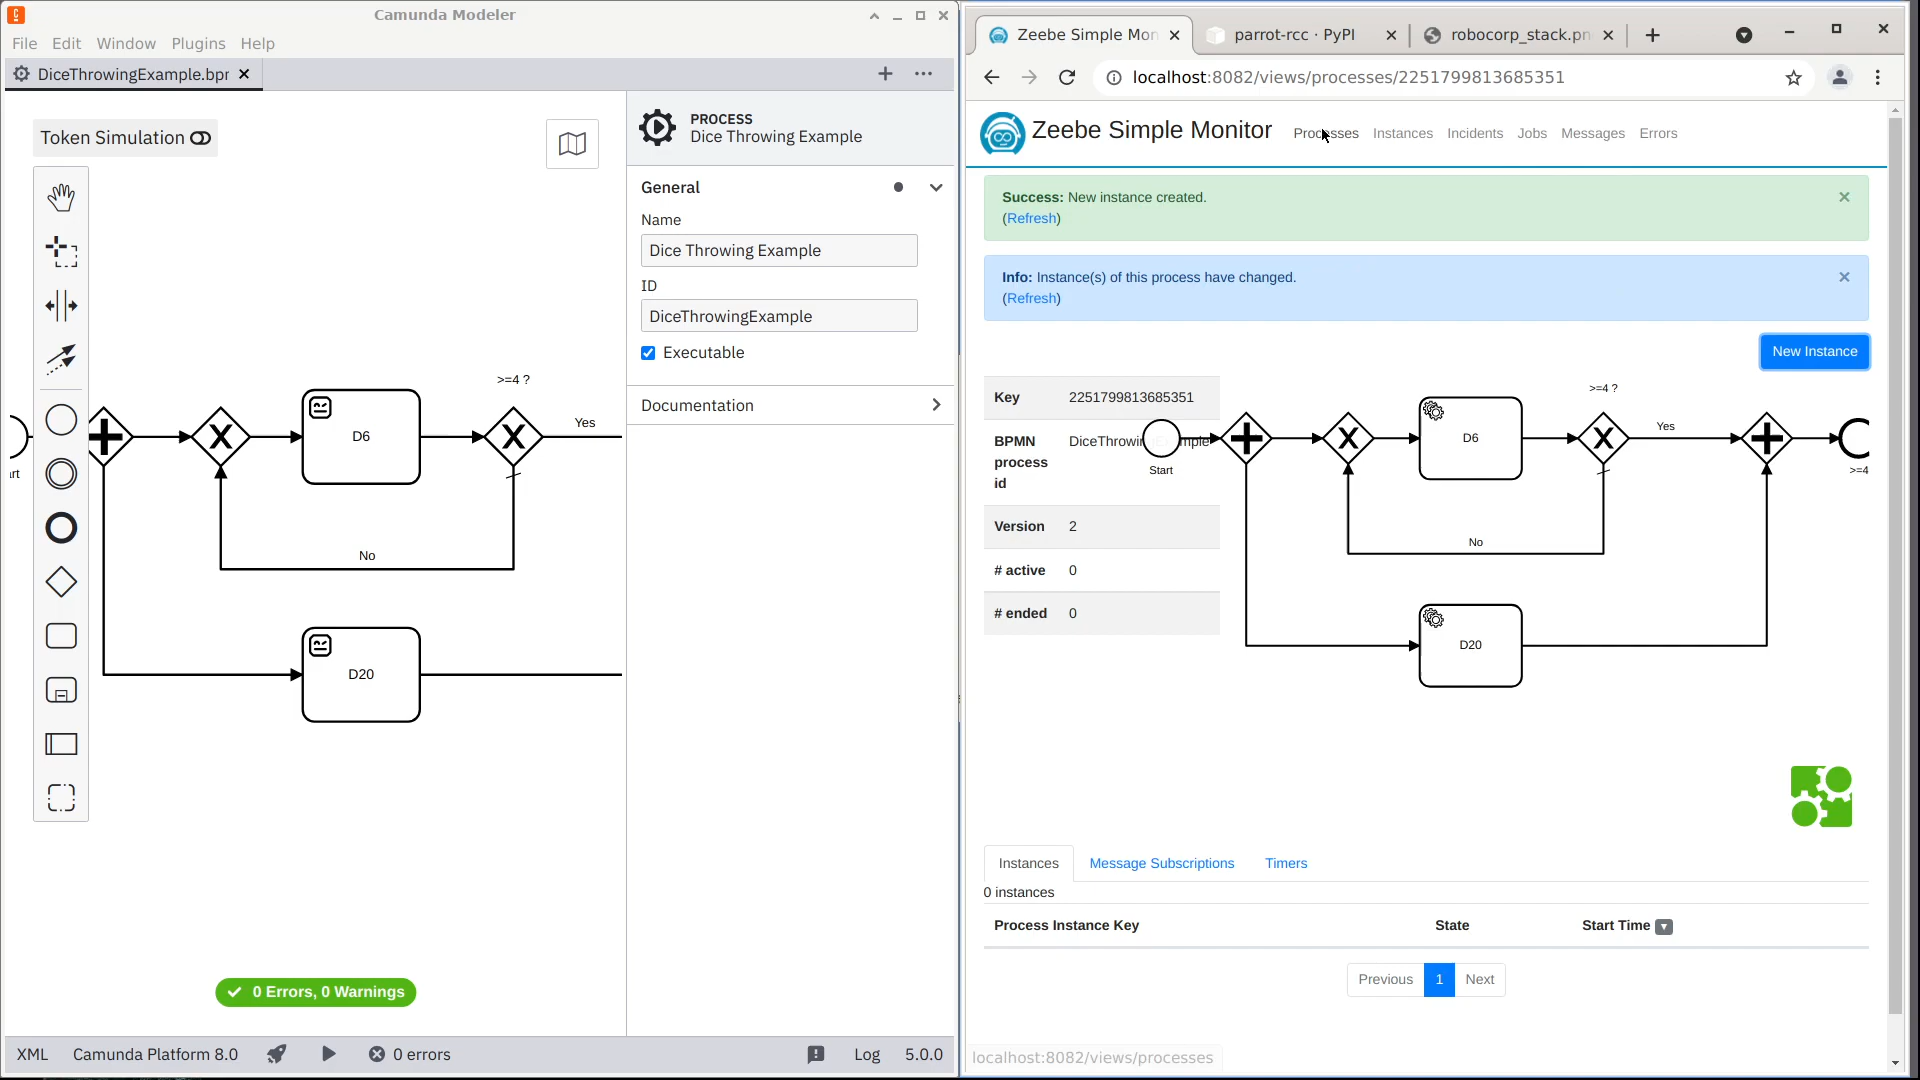 Camunda Modeler
File Edit Window Plugins Help
DiceThrowingExample.bpr
Token Simulation
PROCESS
Dice Throwing Example
General
Name
Dice Throwing Example
ID
DiceThrowingExample
Executable
Documentation
>=4 ?
Yes
D6
No
D20
0 Errors, 0 Warnings
XML Camunda Platform 8.0 0 errors Log 5.0.0
Zeebe Simple Mon parrot-rcc · PyPI robocorp_stack.pn
localhost:8082/views/processes/2251799813685351
Zeebe Simple Monitor Processes Instances Incidents Jobs Messages Errors
Success: New instance created.
(Refresh)
Info: Instance(s) of this process have changed.
(Refresh)
New Instance
Key 2251799813685351
BPMN process id DiceThrowingExample
Version 2
# active 0
# ended 0
Start
>=4 ?
D6
Yes
>=4
No
D20
Instances Message Subscriptions Timers
0 instances
Process Instance Key State Start Time
Previous 1 Next
localhost:8082/views/processes